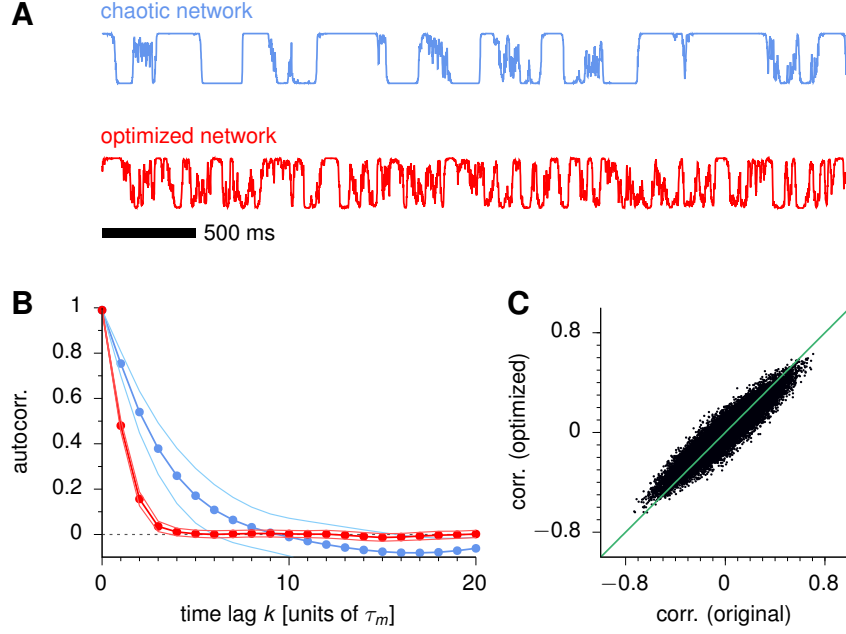 A
chaotic network
optimized network
500 ms
B
1
0.8
0.6
0.4
0.2
0
autocorr.
0
10
20
time lag k [units of τm]
C
0.8
0
−0.8
corr. (optimized)
−0.8
0
0.8
corr. (original)